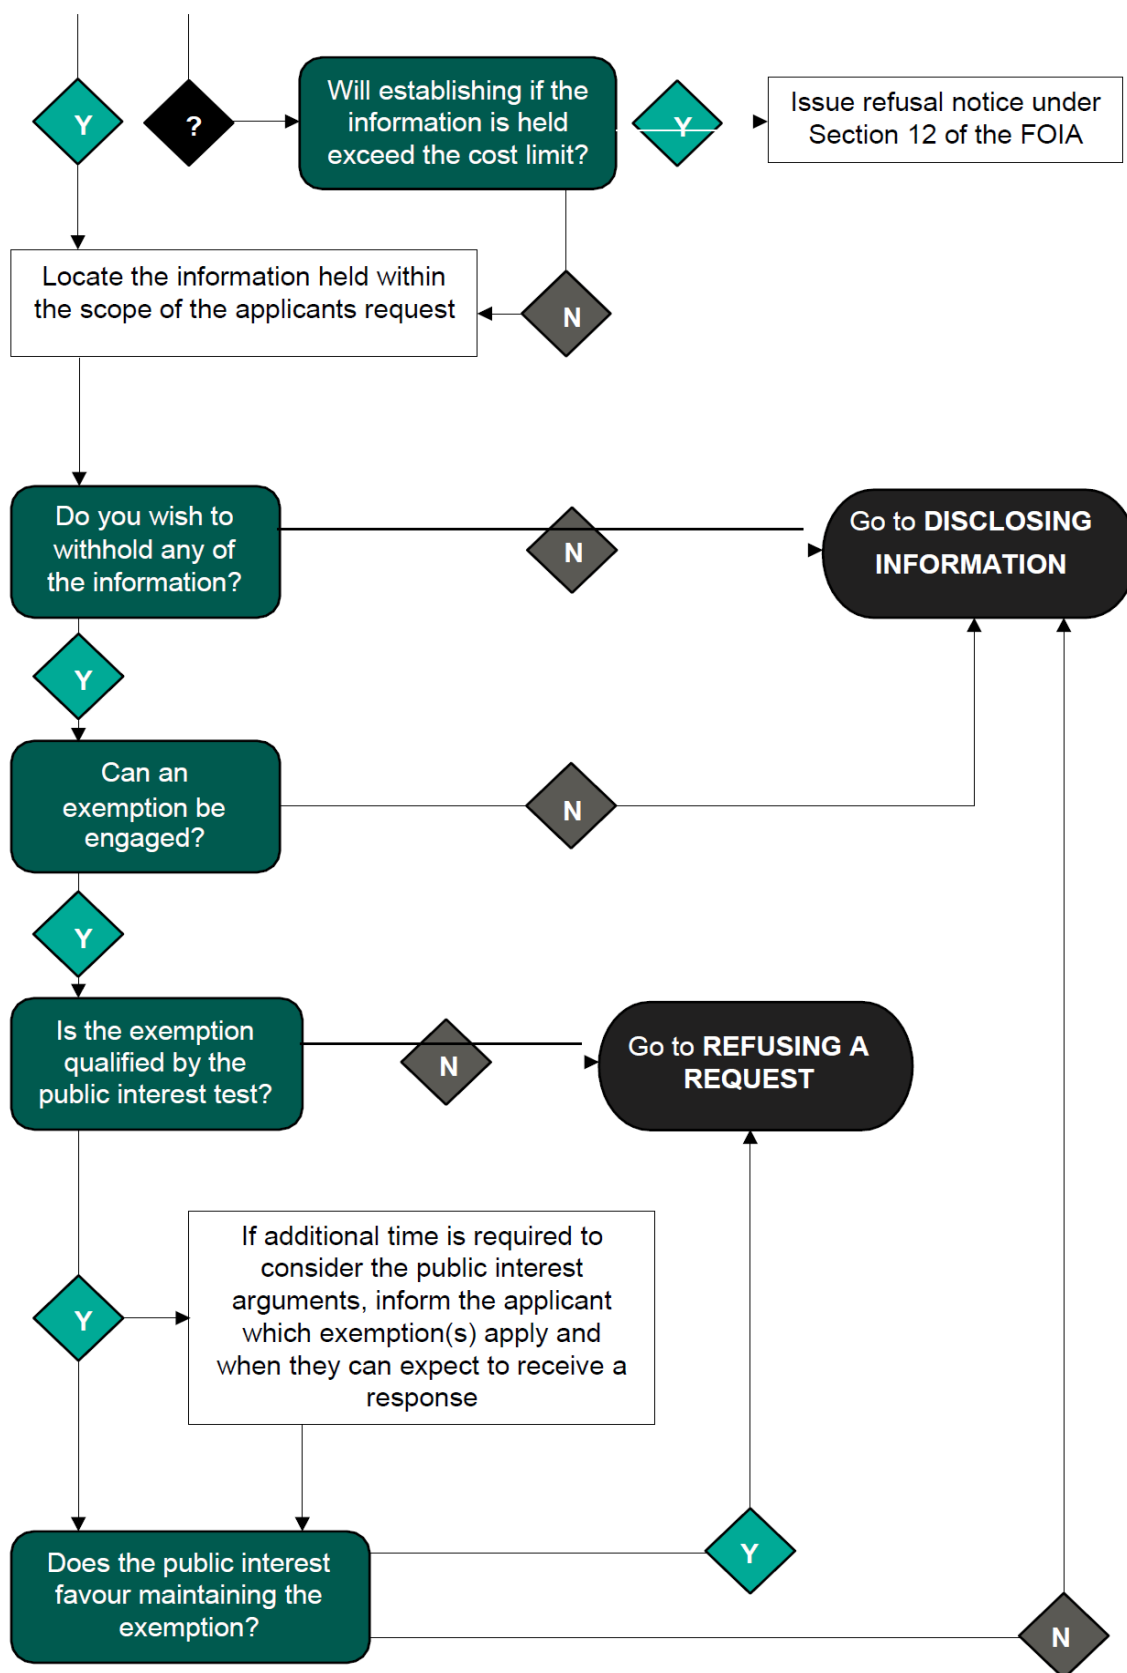 Y
?
Will establishing if the
information is held
exceed the cost limit?
Y
Issue refusal notice under
Section 12 of the FOIA
Locate the information held within
the scope of the applicants request
N
Do you wish to
withhold any of
the information?
N
Go to DISCLOSING
INFORMATION
Y
Can an
exemption be
engaged?
N
Y
Is the exemption
qualified by the
public interest test?
N
Go to REFUSING A
REQUEST
If additional time is required to
consider the public interest
arguments, inform the applicant
which exemption(s) apply and
when they can expect to receive a
response
Y
Does the public interest
favour maintaining the
exemption?
Y
N